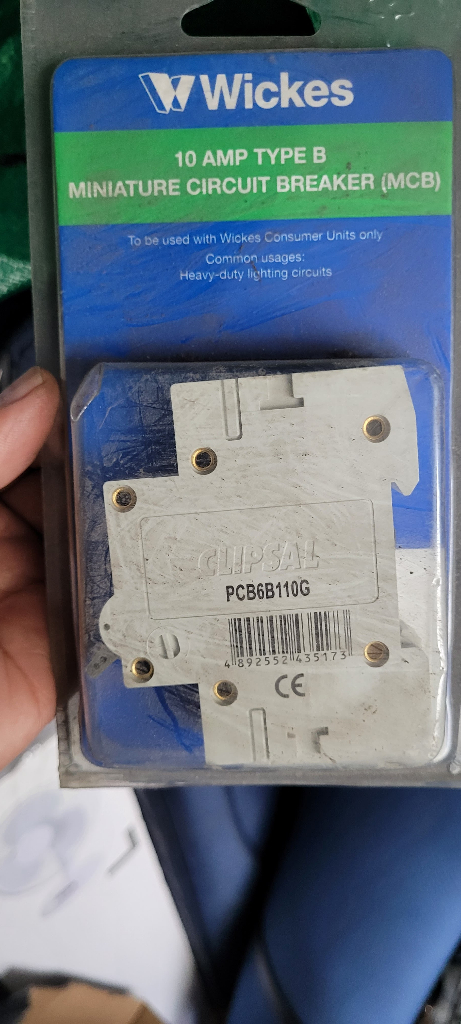 Wickes
10 AMP TYPE B
MINIATURE CIRCUIT BREAKER (MCB)
To be used with Wickes Consumer Units only
Common usages:
Heavy-duty lighting circuits
CLIPSAL
PCB6B110G
4 892552 435173
CE